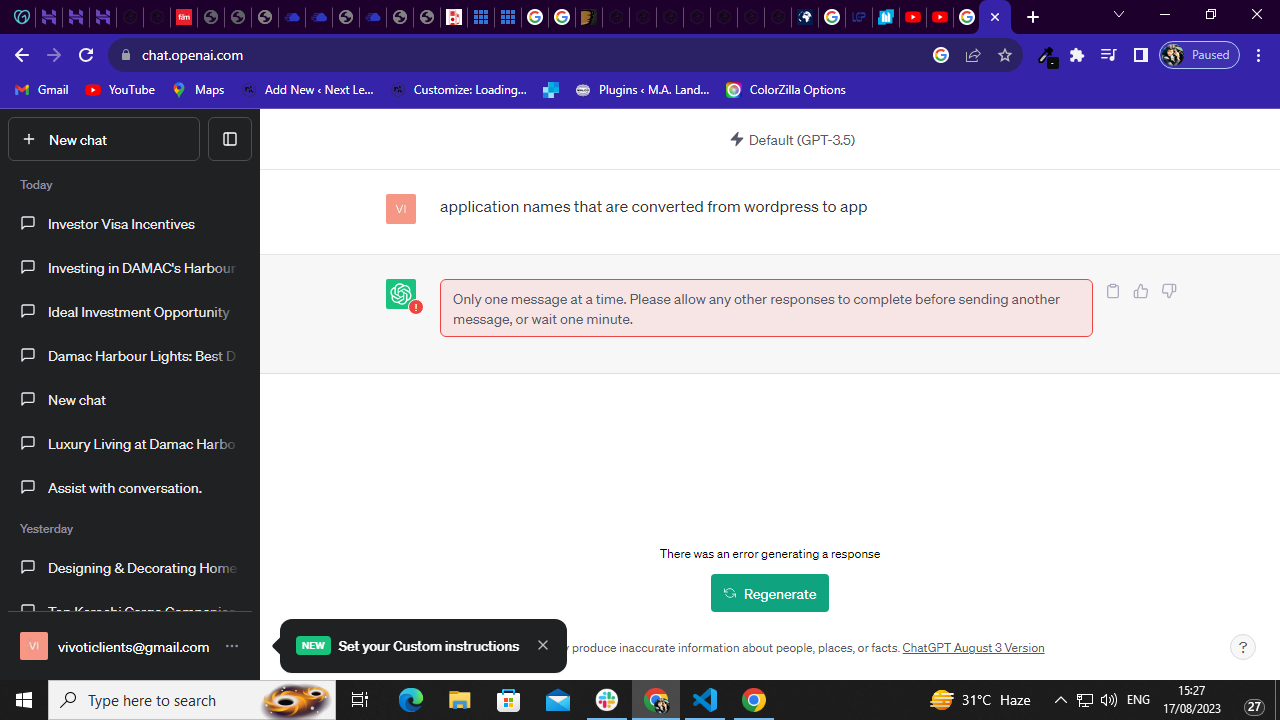 film
LCP
chat.openai.com
Paused
Gmail
YouTube
Maps
Add New ‹ Next Le...
Customize: Loading...
Plugins ‹ M.A. Land...
ColorZilla Options
New chat
Default (GPT-3.5)
Today
Investor Visa Incentives
Investing in DAMAC's Harbour
Ideal Investment Opportunity
Damac Harbour Lights: Best D
New chat
Luxury Living at Damac Harbo
Assist with conversation.
Yesterday
Designing & Decorating Home
Top Karachi Cargo Companies
VI
vivoticlients@gmail.com
VI
application names that are converted from wordpress to app
Only one message at a time. Please allow any other responses to complete before sending another
message, or wait one minute.
There was an error generating a response
Regenerate
NEW Set your Custom instructions
produce inaccurate information about people, places, or facts. ChatGPT August 3 Version
?
Type here to search
31°C Haze
ENG
15:27
17/08/2023
27